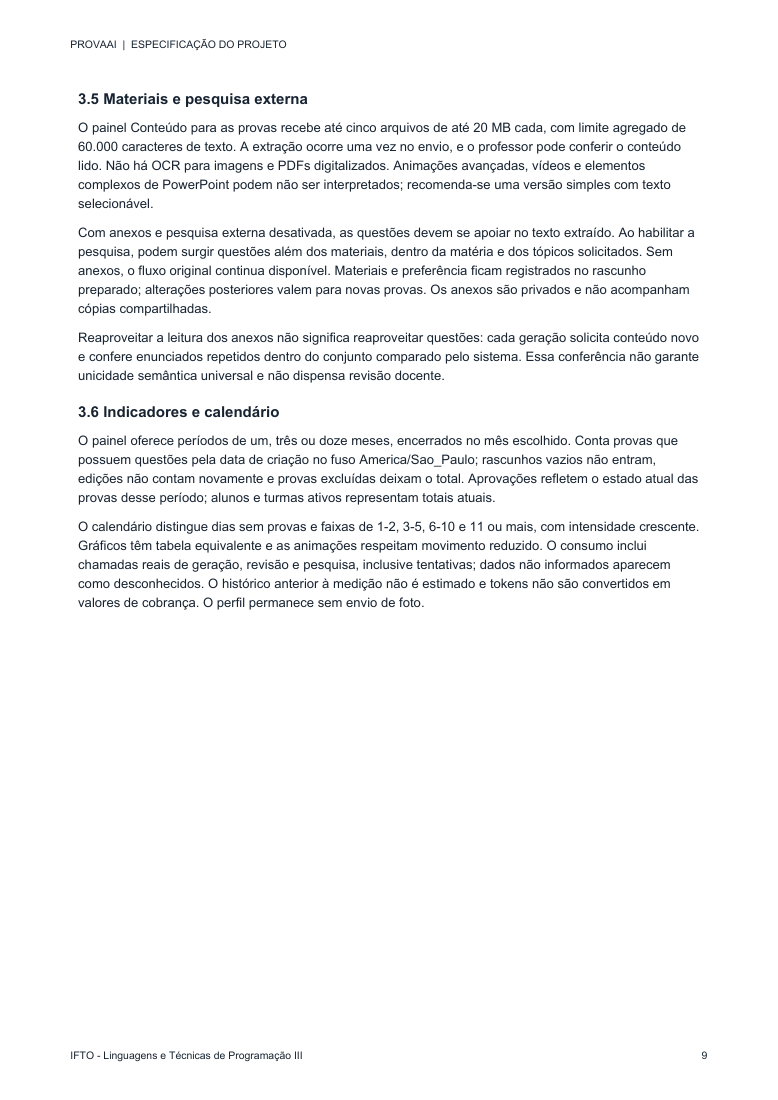 PROVAAI | ESPECIFICAÇÃO DO PROJETO
3.5 Materiais e pesquisa externa
O painel Conteúdo para as provas recebe até cinco arquivos de até 20 MB cada, com limite agregado de
60.000 caracteres de texto. A extração ocorre uma vez no envio, e o professor pode conferir o conteúdo
lido. Não há OCR para imagens e PDFs digitalizados. Animações avançadas, vídeos e elementos
complexos de PowerPoint podem não ser interpretados; recomenda-se uma versão simples com texto
selecionável.
Com anexos e pesquisa externa desativada, as questões devem se apoiar no texto extraído. Ao habilitar a
pesquisa, podem surgir questões além dos materiais, dentro da matéria e dos tópicos solicitados. Sem
anexos, o fluxo original continua disponível. Materiais e preferência ficam registrados no rascunho
preparado; alterações posteriores valem para novas provas. Os anexos são privados e não acompanham
cópias compartilhadas.
Reaproveitar a leitura dos anexos não significa reaproveitar questões: cada geração solicita conteúdo novo
e confere enunciados repetidos dentro do conjunto comparado pelo sistema. Essa conferência não garante
unicidade semântica universal e não dispensa revisão docente.
3.6 Indicadores e calendário
O painel oferece períodos de um, três ou doze meses, encerrados no mês escolhido. Conta provas que
possuem questões pela data de criação no fuso America/Sao_Paulo; rascunhos vazios não entram,
edições não contam novamente e provas excluídas deixam o total. Aprovações refletem o estado atual das
provas desse período; alunos e turmas ativos representam totais atuais.
O calendário distingue dias sem provas e faixas de 1-2, 3-5, 6-10 e 11 ou mais, com intensidade crescente.
Gráficos têm tabela equivalente e as animações respeitam movimento reduzido. O consumo inclui
chamadas reais de geração, revisão e pesquisa, inclusive tentativas; dados não informados aparecem
como desconhecidos. O histórico anterior à medição não é estimado e tokens não são convertidos em
valores de cobrança. O perfil permanece sem envio de foto.
IFTO - Linguagens e Técnicas de Programação III
9